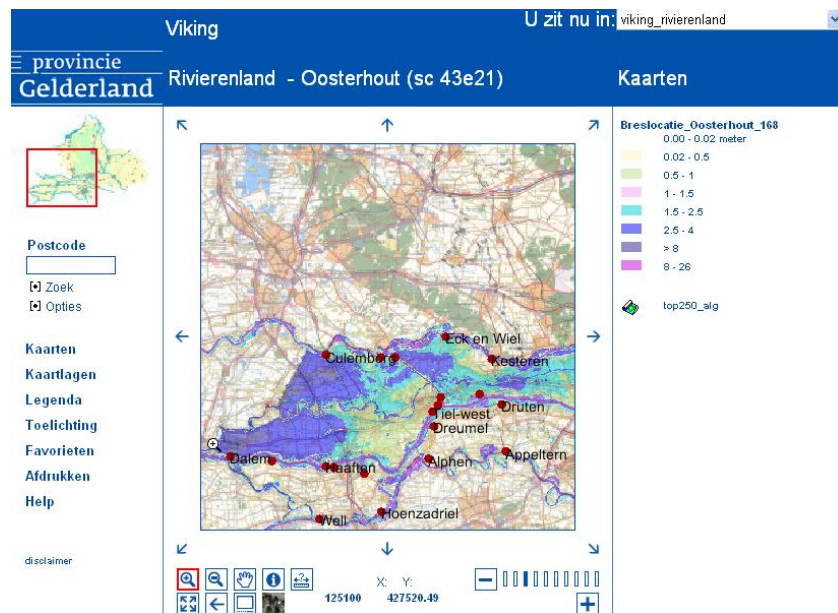 Viking
U zit nu in: viking_rivierenland
provincie
Gelderland
Rivierenland - Oosterhout (sc 43e21)
Kaarten
Breslocatie_Oosterhout_168
0.00 - 0.02 meter
0.02 - 0.5
0.5 - 1
1 - 1.5
1.5 - 2.5
2.5 - 4
> 8
8 - 26
top250_alg
Postcode
Zoek
Opties
Kaarten
Kaartlagen
Legenda
Toelichting
Favorieten
Afdrukken
Help
disclaimer
Eck en Wiel
Culemborg
Kesteren
Tiel-west
Druten
Dreumel
Dalem
Haaften
Alphen
Appeltern
Well
Hoenzadriel
X: Y:
125100 427520.49